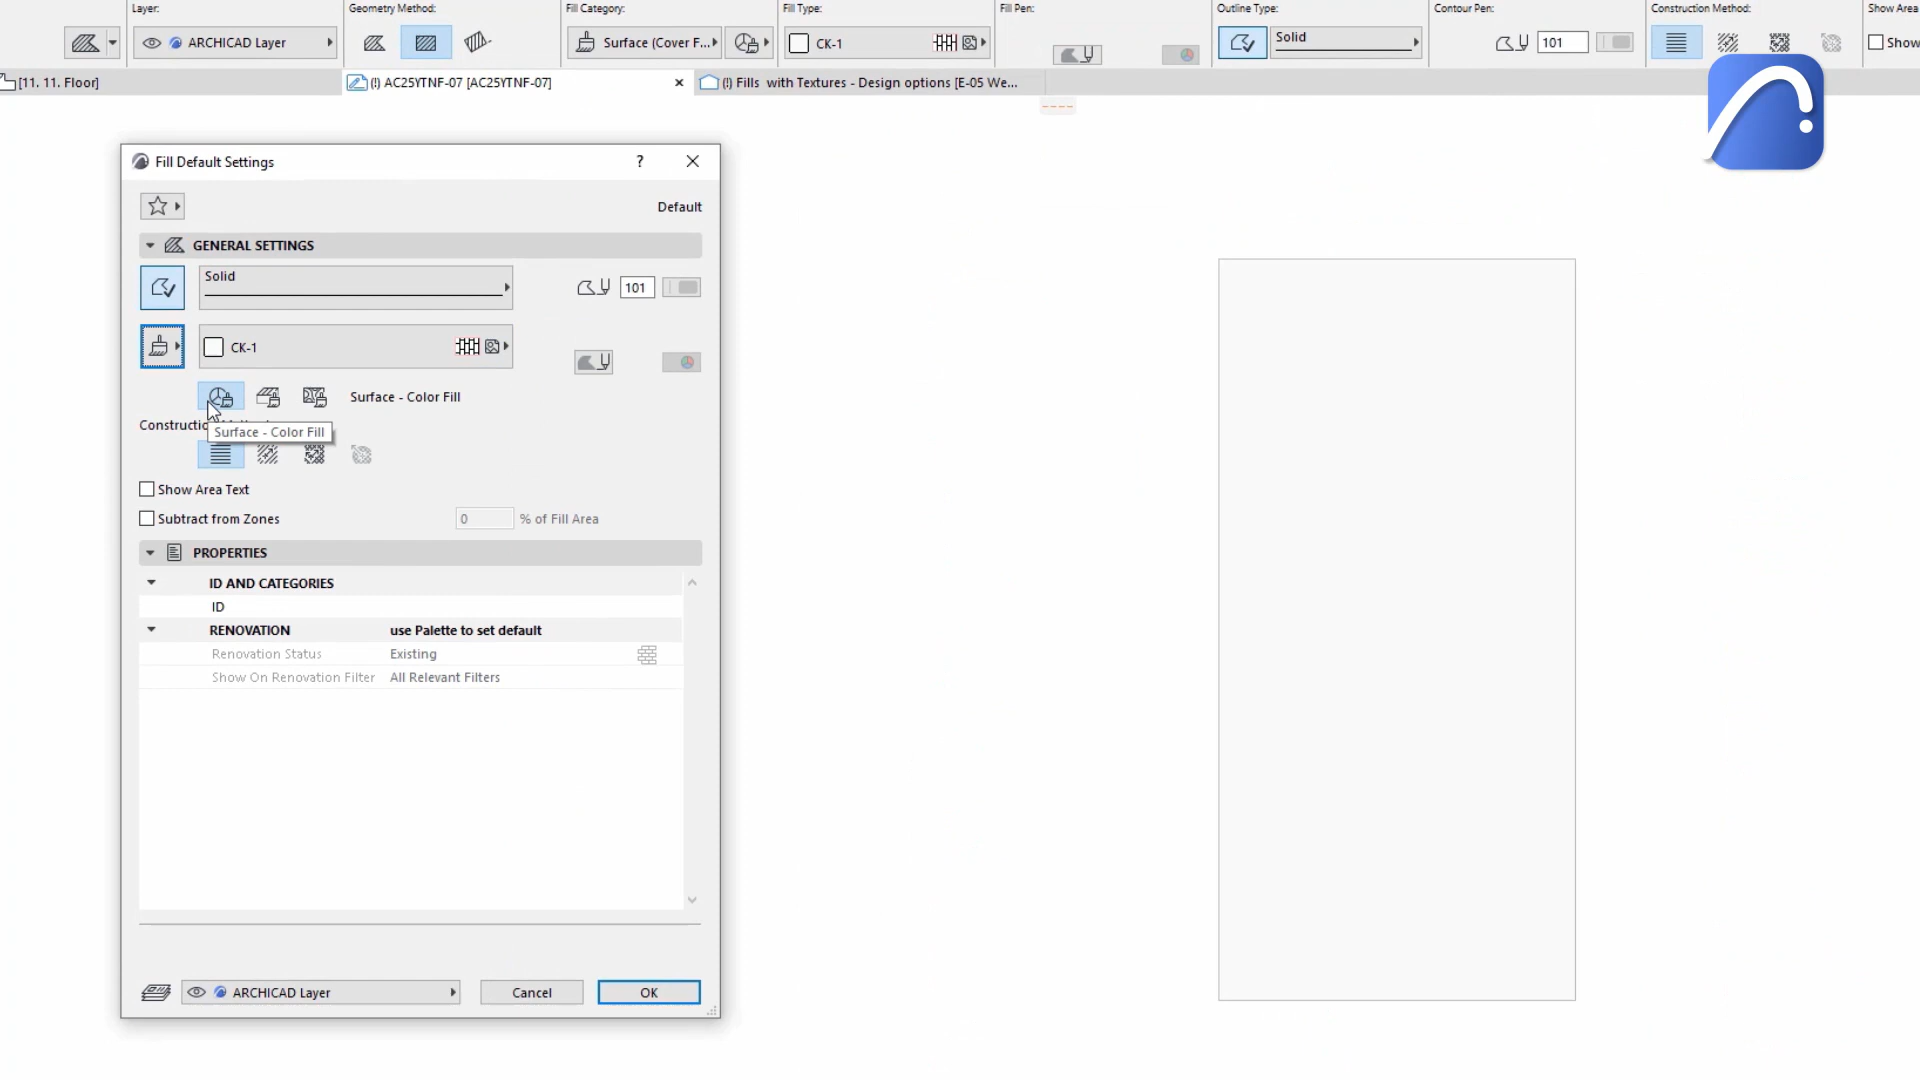 Layer:
Geometry Method:
Fill Category:
Fill Type:
Fill Pen:
Outline Type:
Contour Pen:
Construction Method:
Show Area
ARCHICAD Layer
Surface (Cover F...
CK-1
Solid
101
Show
[11. 11. Floor]
(!) AC25YTNF-07 [AC25YTNF-07]
(!) Fills with Textures - Design options [E-05 We...
Fill Default Settings
?
Default
GENERAL SETTINGS
Solid
101
CK-1
Surface - Color Fill
Surface - Color Fill
Show Area Text
Subtract from Zones
0
% of Fill Area
PROPERTIES
ID AND CATEGORIES
ID
RENOVATION
use Palette to set default
Renovation Status
Existing
Show On Renovation Filter
All Relevant Filters
ARCHICAD Layer
Cancel
OK